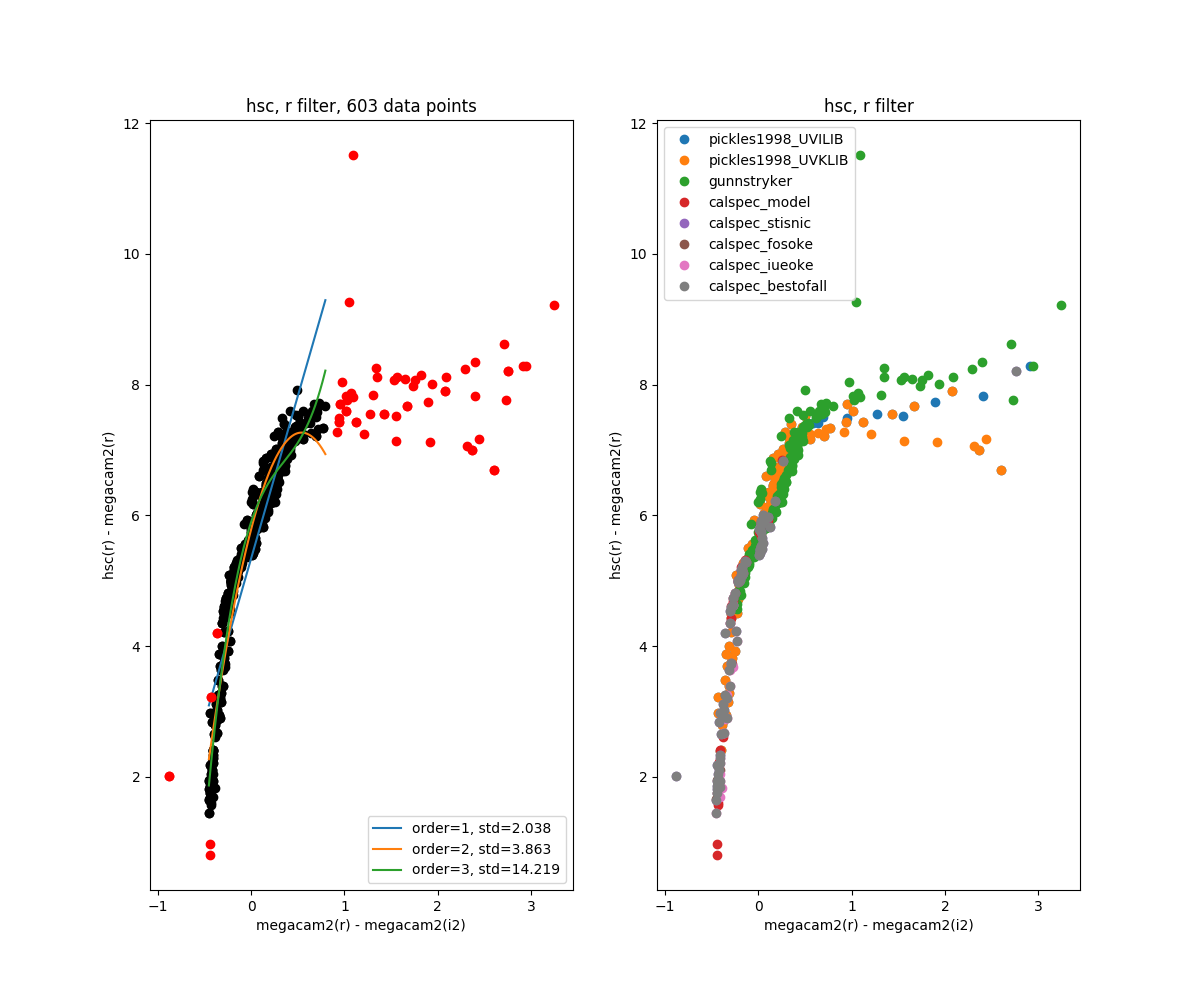 hsc, r filter, 603 data points
12
10
8
6
4
2
hsc(r) - megacam2(r)
−1
0
1
2
3
megacam2(r) - megacam2(i2)
order=1, std=2.038
order=2, std=3.863
order=3, std=14.219
hsc, r filter
12
10
8
6
4
2
hsc(r) - megacam2(r)
−1
0
1
2
3
megacam2(r) - megacam2(i2)
pickles1998_UVILIB
pickles1998_UVKLIB
gunnstryker
calspec_model
calspec_stisnic
calspec_fosoke
calspec_iueoke
calspec_bestofall